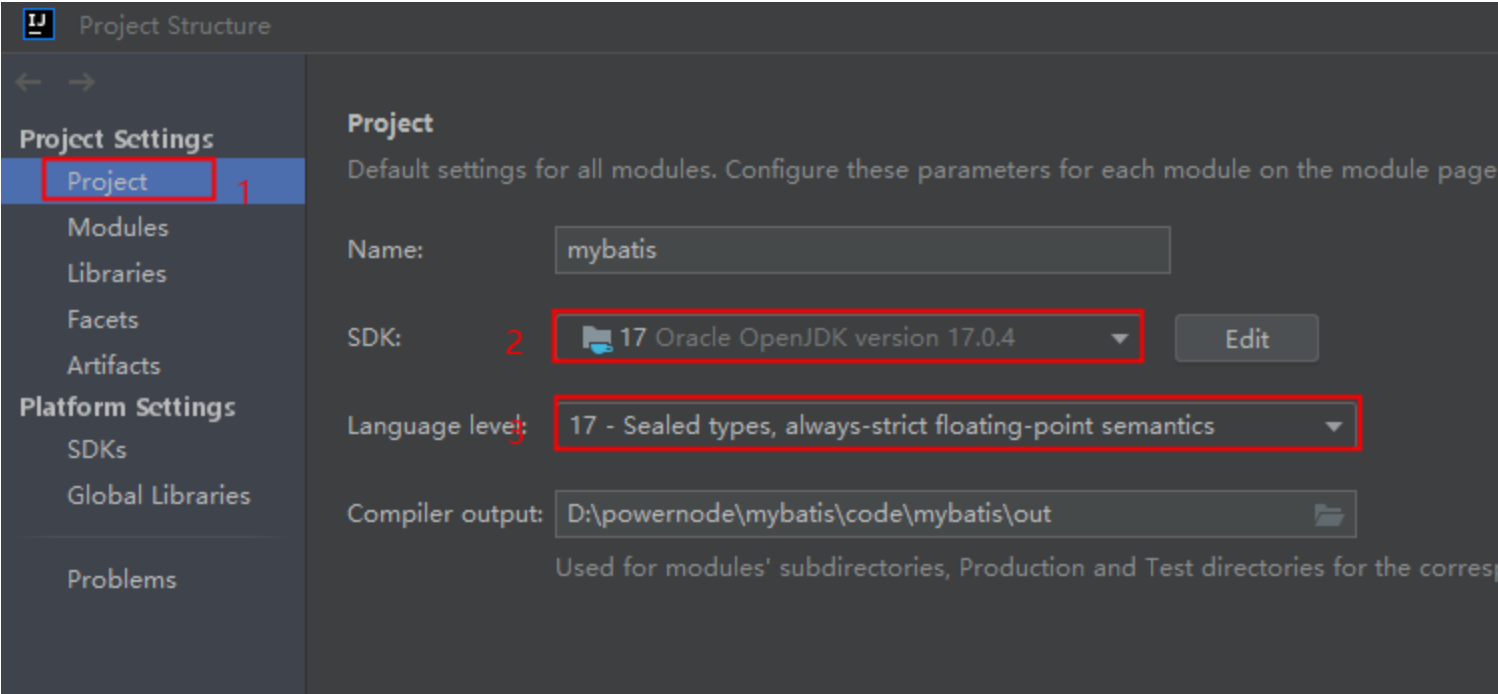 IJ
Project Structure
Project Settings
Project
1
Modules
Libraries
Facets
Artifacts
Platform Settings
SDKs
Global Libraries
Problems
Project
Default settings for all modules. Configure these parameters for each module on the module page
Name: mybatis
SDK: 2 17 Oracle OpenJDK version 17.0.4 Edit
Language level: 3 17 - Sealed types, always-strict floating-point semantics
Compiler output: D:\powernode\mybatis\code\mybatis\out
Used for modules' subdirectories, Production and Test directories for the corresp